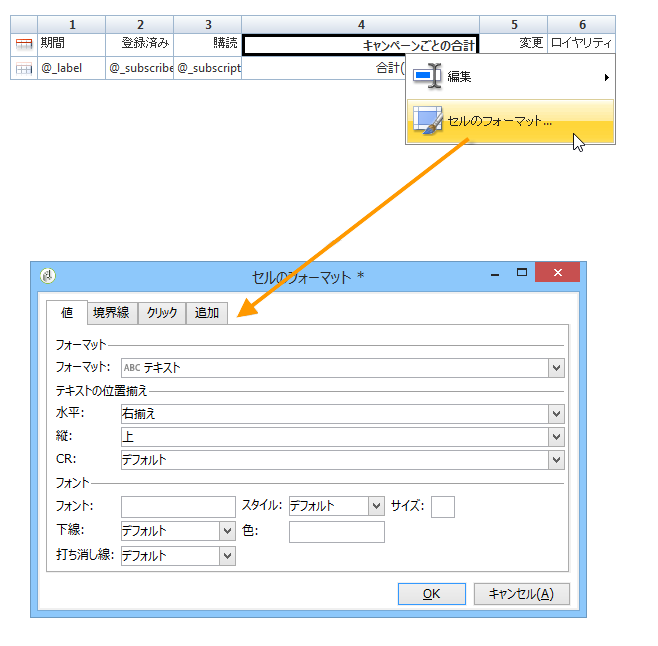 1 2 3 4 5 6
期間 登録済み 購読 キャンペーンごとの合計 変更 ロイヤリティ
@_label @_subscribe @_subscript 合計(
編集
セルのフォーマット...
セルのフォーマット *
値 境界線 クリック 追加
フォーマット
フォーマット: ABC テキスト
テキストの位置揃え
水平: 右揃え
縦: 上
CR: デフォルト
フォント
フォント: スタイル: デフォルト サイズ:
下線: デフォルト 色:
打ち消し線: デフォルト
OK キャンセル(A)